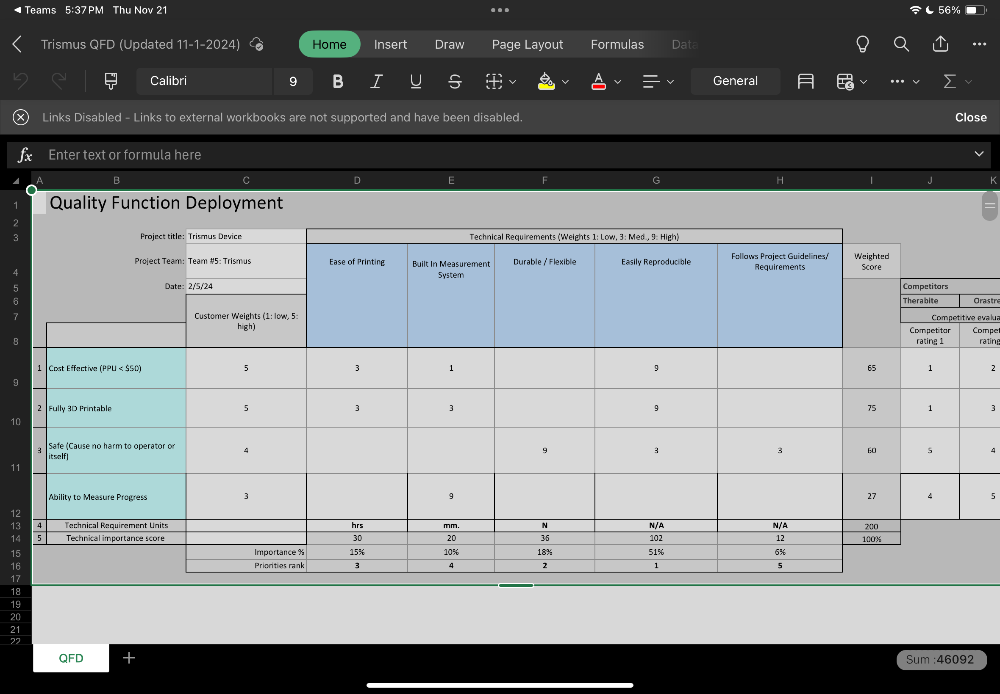 Teams 5:37 PM Thu Nov 21 56%
Trismus QFD (Updated 11-1-2024) Home Insert Draw Page Layout Formulas Data
Calibri 9 B I U S A General Σ
Links Disabled - Links to external workbooks are not supported and have been disabled. Close
fx Enter text or formula here
A B C D E F G H I J K
1 Quality Function Deployment
2
3 Project title: Trismus Device Technical Requirements (Weights 1: Low, 3: Med., 9: High)
4 Project Team: Team #5: Trismus
Ease of Printing
Built In Measurement
System
Durable / Flexible
Easily Reproducible
Follows Project Guidelines/
Requirements
Weighted
Score
5 Date: 2/5/24 Competitors
6 Therabite Orastre
7 Competitive evalua
8
Customer Weights (1: low, 5:
high)
Competitor
rating 1
Compet
rating
9 1 Cost Effective (PPU < $50) 5 3 1 9 65 1 2
10 2 Fully 3D Printable 5 3 3 9 75 1 3
11 3 Safe (Cause no harm to operator or
itself) 4 9 3 3 60 5 4
12 Ability to Measure Progress 3 9 27 4 5
13 4 Technical Requirement Units hrs mm. N N/A N/A 200
14 5 Technical importance score 30 20 36 102 12 100%
15 Importance % 15% 10% 18% 51% 6%
16 Priorities rank 3 4 2 1 5
17
18
19
20
21
22
QFD + Sum :46092